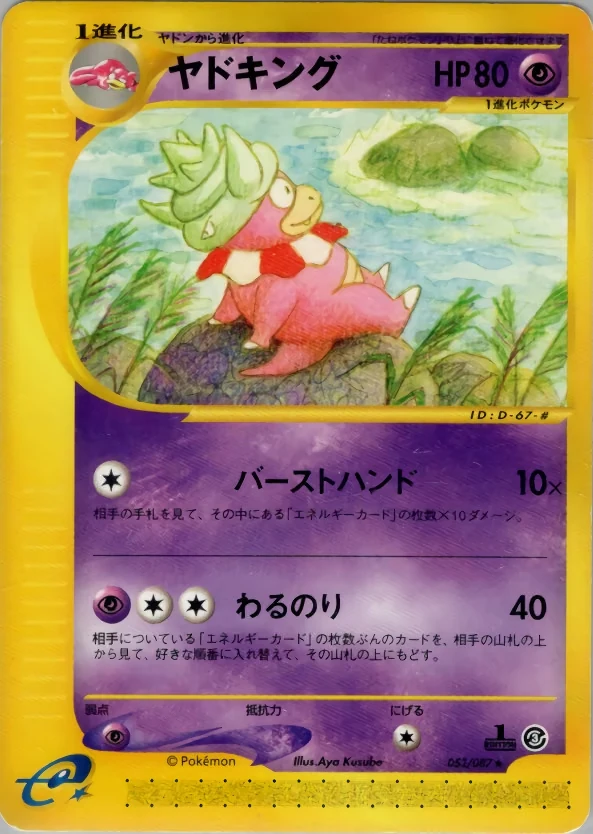 1進化
ヤドンから進化
ヤドキング
HP80
1進化ポケモン
ID:D-67-#
バーストハンド 10×
相手の手札を見て、その中にある「エネルギーカード」の枚数×10ダメージ。
わるのり 40
相手についている「エネルギーカード」の枚数ぶんのカードを、相手の山札の上
から見て、好きな順番に入れ替えて、その山札の上にもどす。
弱点 抵抗力 にげる
1
EDITION
3
© Pokémon
Illus.Aya Kusube
053/087★
e